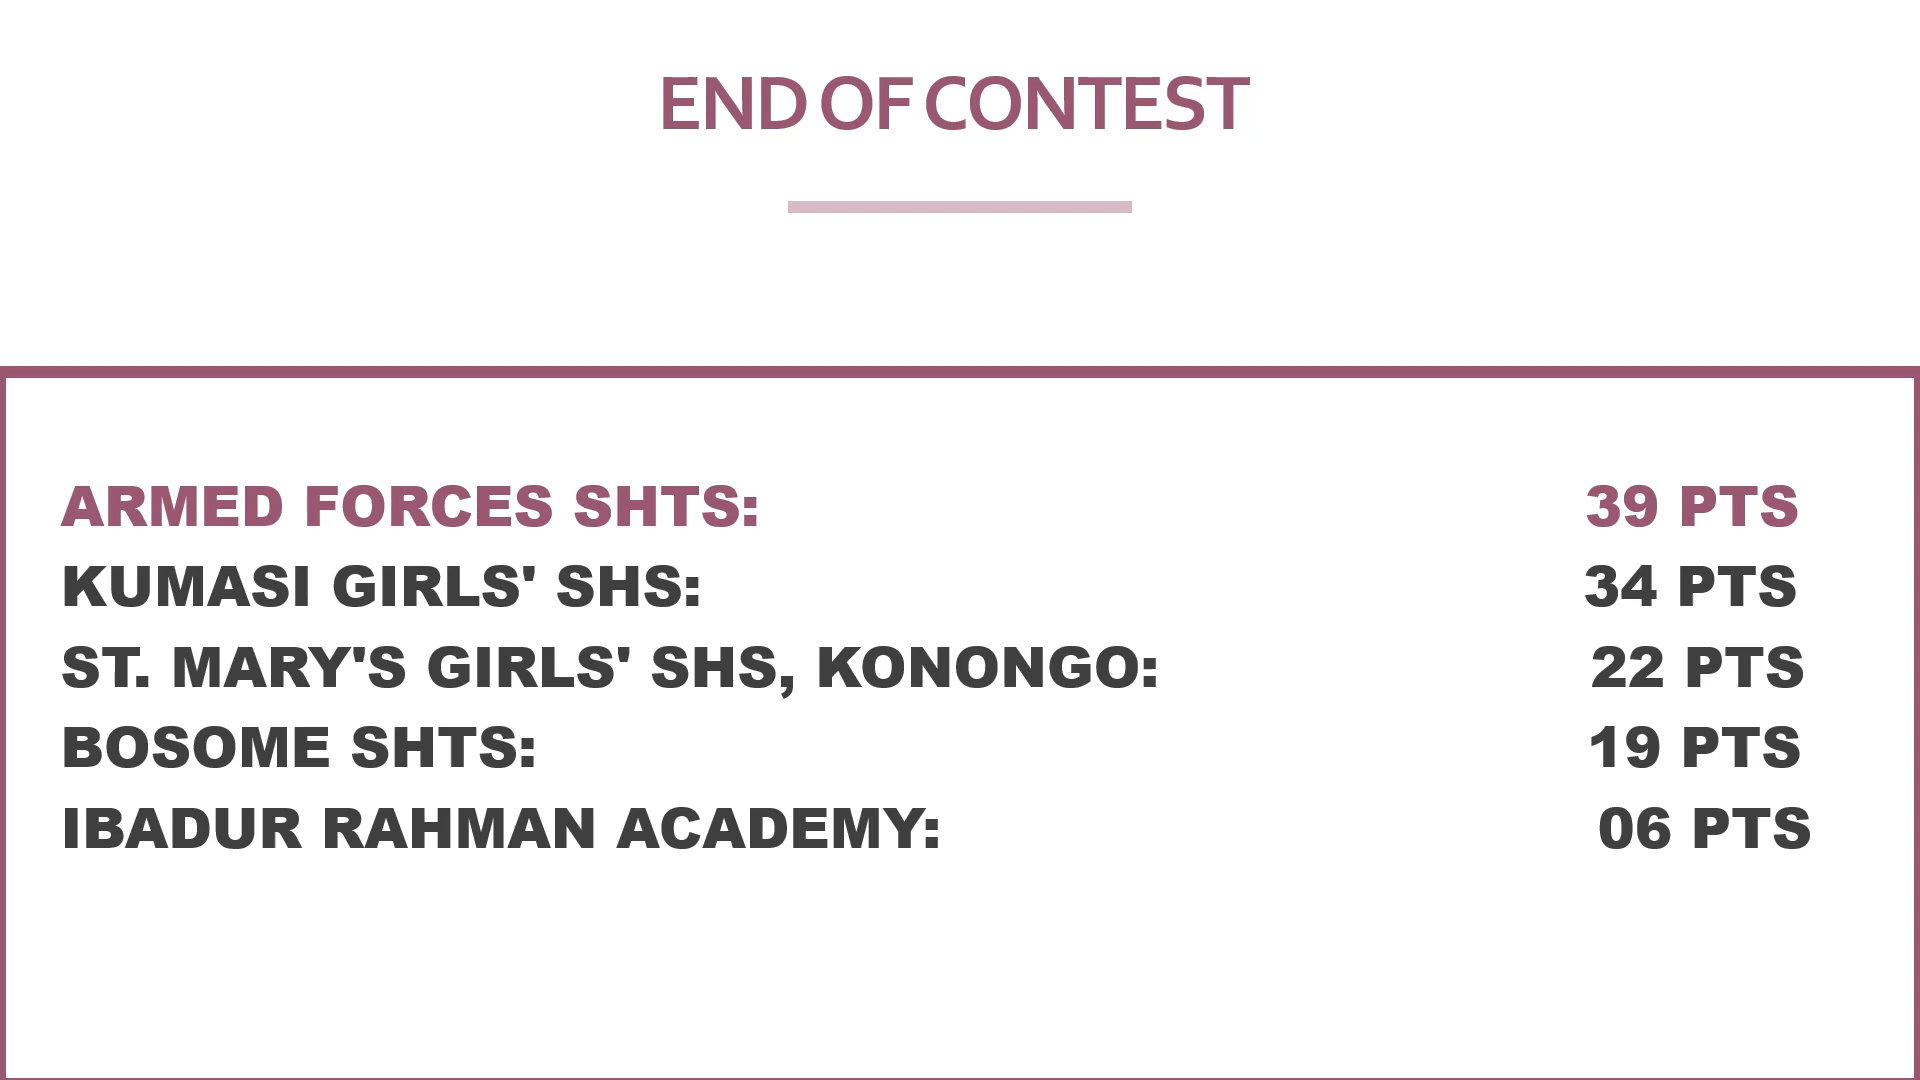 END OF CONTEST
ARMED FORCES SHTS: 39 PTS
KUMASI GIRLS' SHS: 34 PTS
ST. MARY'S GIRLS' SHS, KONONGO: 22 PTS
BOSOME SHTS: 19 PTS
IBADUR RAHMAN ACADEMY: 06 PTS